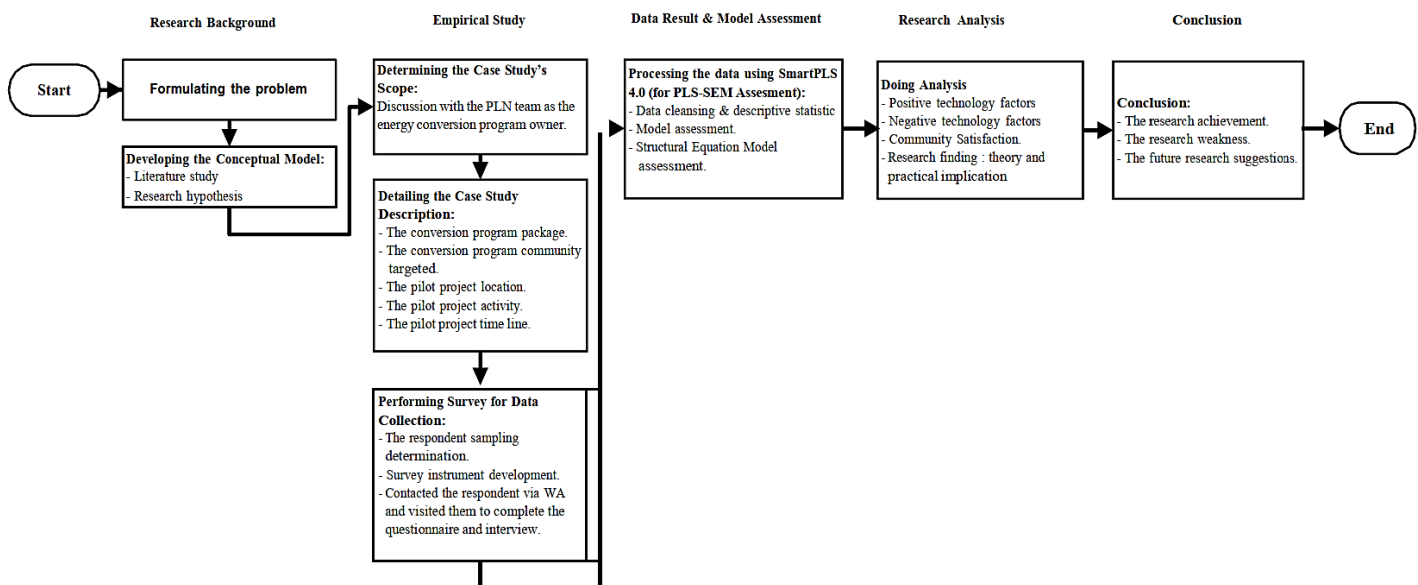 Research Background
Empirical Study
Data Result & Model Assessment
Research Analysis
Conclusion
Start
Formulating the problem
Developing the Conceptual Model:
- Literature study
- Research hypothesis
Determining the Case Study's
Scope:
Discussion with the PLN team as the
energy conversion program owner.
Detailing the Case Study
Description:
- The conversion program package.
- The conversion program community
targeted.
- The pilot project location.
- The pilot project activity.
- The pilot project time line.
Performing Survey for Data
Collection:
- The respondent sampling
determination.
- Survey instrument development.
- Contacted the respondent via WA
and visited them to complete the
questionnaire and interview.
Processing the data using SmartPLS
4.0 (for PLS-SEM Assesment):
- Data cleansing & descriptive statistic
- Model assessment.
- Structural Equation Model
assessment.
Doing Analysis
- Positive technology factors
- Negative technology factors
- Community Satisfaction.
- Research finding : theory and
practical implication
Conclusion:
- The research achievement.
- The research weakness.
- The future research suggestions.
End